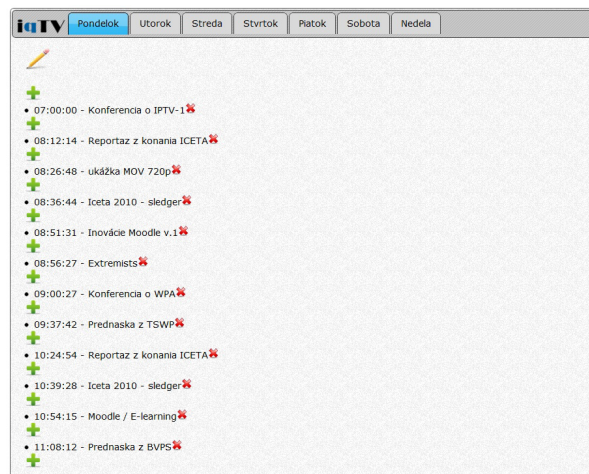 iqTV Pondelok Utorok Streda Stvrtok Piatok Sobota Nedela
• 07:00:00 - Konferencia o IPTV-1
• 08:12:14 - Reportaz z konania ICETA
• 08:26:48 - ukážka MOV 720p
• 08:36:44 - Iceta 2010 - sledger
• 08:51:31 - Inovácie Moodle v.1
• 08:56:27 - Extremists
• 09:00:27 - Konferencia o WPA
• 09:37:42 - Prednaska z TSWP
• 10:24:54 - Reportaz z konania ICETA
• 10:39:28 - Iceta 2010 - sledger
• 10:54:15 - Moodle / E-learning
• 11:08:12 - Prednaska z BVPS